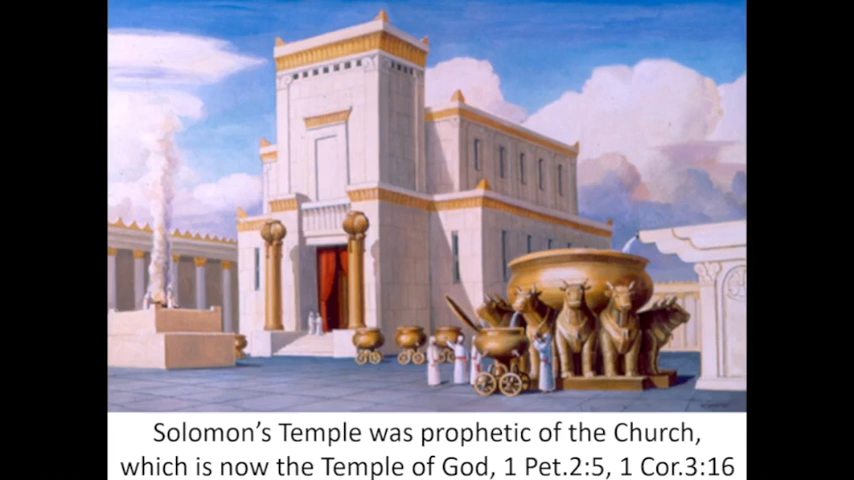 Solomon's Temple was prophetic of the Church,
which is now the Temple of God, 1 Pet.2:5, 1 Cor.3:16